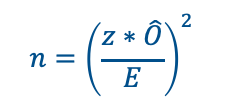 n = (z * Ô / E)²